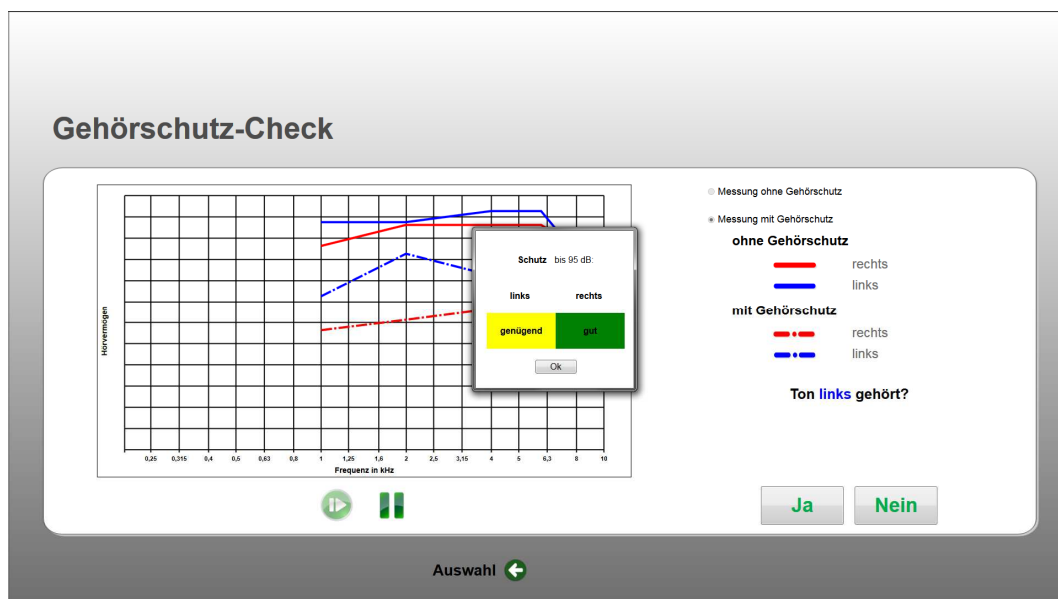 Gehörschutz-Check
Messung ohne Gehörschutz
Messung mit Gehörschutz
ohne Gehörschutz
rechts
links
mit Gehörschutz
rechts
links
Ton links gehört?
Hörvermögen
0,25 0,315 0,4 0,5 0,63 0,8 1 1,25 1,6 2 2,5 3,15 4 5 6,3 8 10
Frequenz in kHz
Schutz bis 95 dB:
links rechts
genügend gut
Ok
Ja Nein
Auswahl